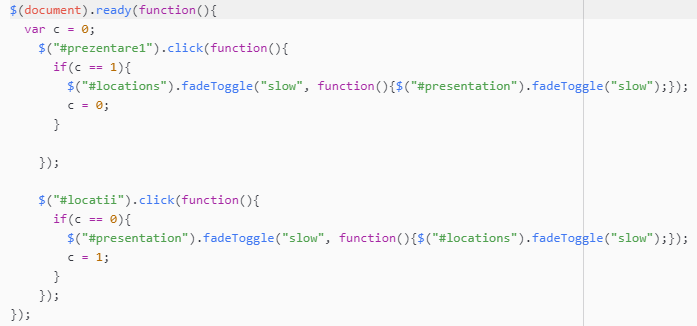 $(document).ready(function(){
  var c = 0;
    $("#prezentare1").click(function(){
      if(c == 1){
        $("#locations").fadeToggle("slow", function(){$("#presentation").fadeToggle("slow");});
        c = 0;
      }

    });

    $("#locatii").click(function(){
      if(c == 0){
        $("#presentation").fadeToggle("slow", function(){$("#locations").fadeToggle("slow");});
        c = 1;
      }
    });
});